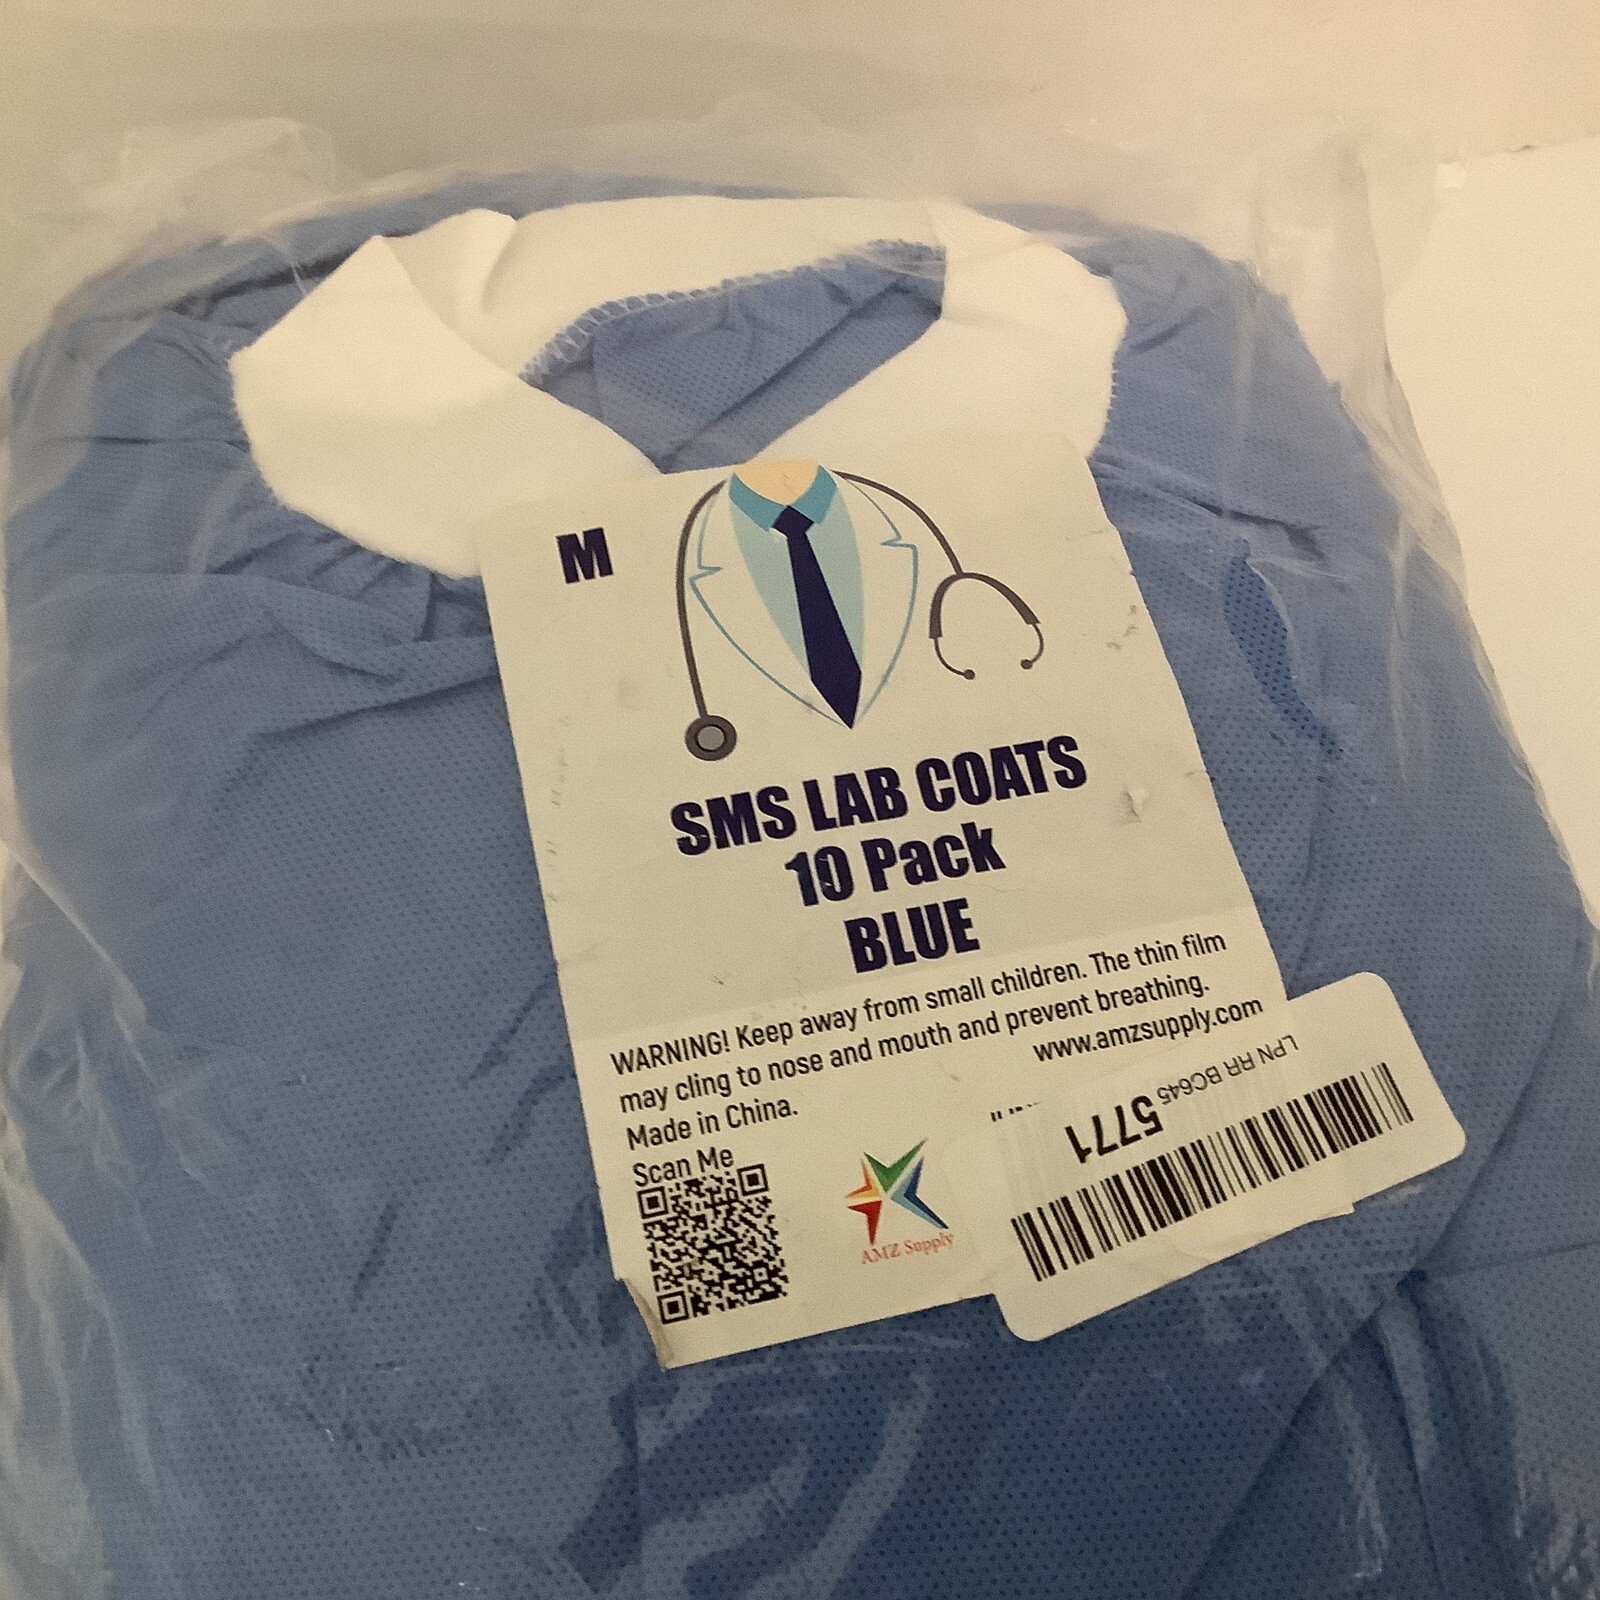 M
SMS LAB COATS
10 Pack
BLUE
WARNING! Keep away from small children. The thin film
may cling to nose and mouth and prevent breathing.
www.amzsupply.com
Made in China.
Scan Me
AMZ Supply
LPN RR BC645 5771